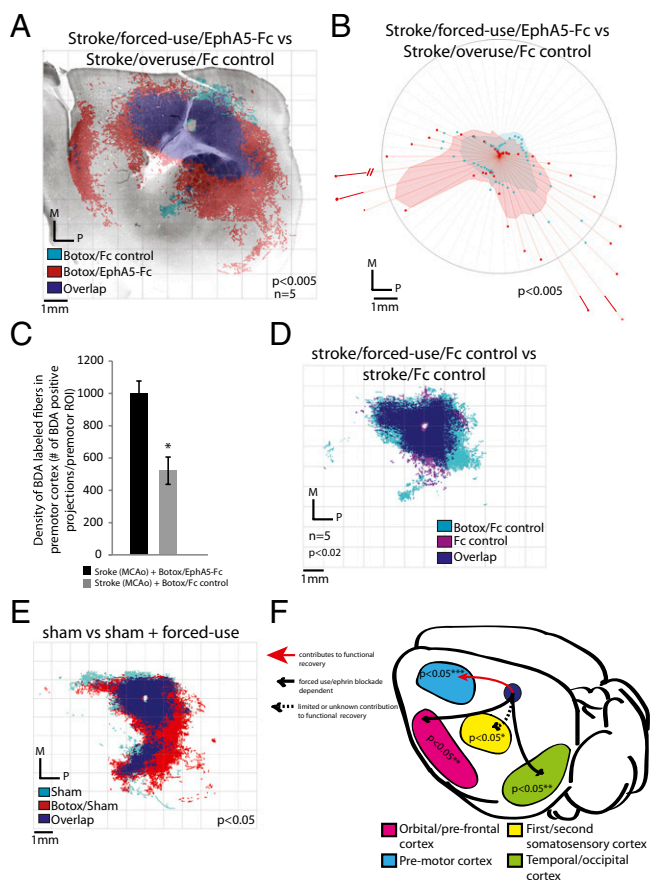 A
Stroke/forced-use/EphA5-Fc vs
Stroke/overuse/Fc control
M
P
Botox/Fc control
Botox/EphA5-Fc
Overlap
1mm
p<0.005
n=5
B
Stroke/forced-use/EphA5-Fc vs
Stroke/overuse/Fc control
M
P
1mm
p<0.005
C
Density of BDA labeled fibers in
premotor cortex (# of BDA positive
projections/premotor ROI)
1200
1000
800
600
400
200
0
*
Sroke (MCAo) + Botox/EphA5-Fc
Stroke (MCAo) + Botox/Fc control
D
stroke/forced-use/Fc control vs
stroke/Fc control
M
P
n=5
p<0.02
1mm
Botox/Fc control
Fc control
Overlap
E
sham vs sham + forced-use
M
P
Sham
Botox/Sham
Overlap
1mm
p<0.05
contributes to functional
recovery
forced use/ephrin blockade
dependent
limited or unknown contribution
to functional recovery
F
p<0.05***
p<0.05*
p<0.05**
p<0.05**
Orbital/pre-frontal
cortex
Pre-motor cortex
First/second
somatosensory cortex
Temporal/occipital
cortex